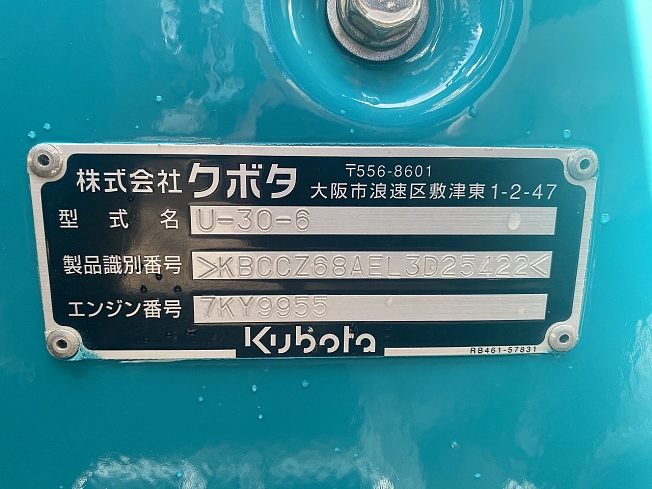 株式会社 クボタ 〒556-8601
大阪市浪速区敷津東1-2-47
型式名 U-30-6
製品識別番号 >KBCCZ68AEL3D25422<
エンジン番号 7KY9955
Kubota
RB461-57831